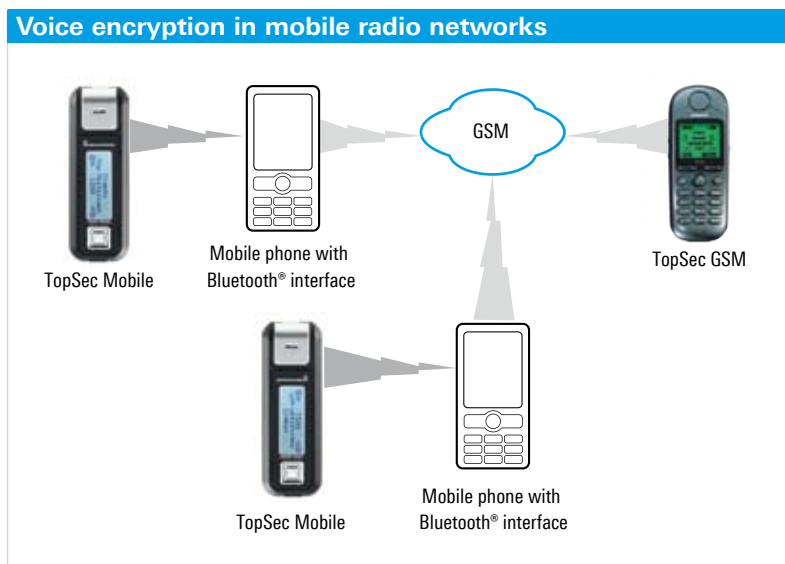 Voice encryption in mobile radio networks
GSM
TopSec Mobile
Mobile phone with
Bluetooth® interface
TopSec GSM
TopSec Mobile
Mobile phone with
Bluetooth® interface